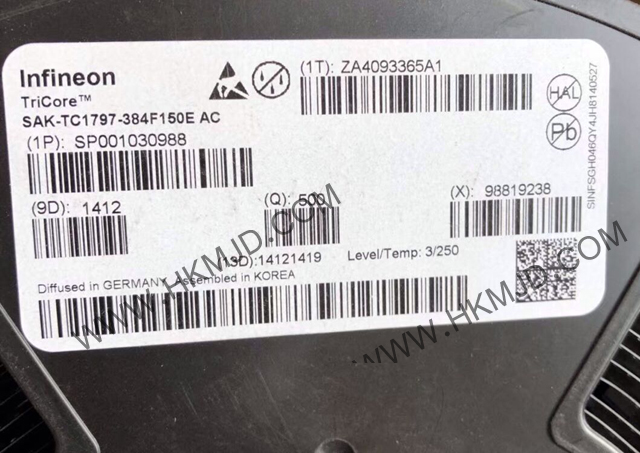 Infineon
TriCore™
SAK-TC1797-384F150E AC
(1P): SP001030988
(1T): ZA4093365A1
HAL
Pb
SINFSGH046QY4JH8140527
(9D): 1412
(Q): 500
(X): 98819238
(13D):14121419
Level/Temp: 3/250
Diffused in GERMANY, Assembled in KOREA
WWW.HKMJD.COM
WWW.HKMJD.COM